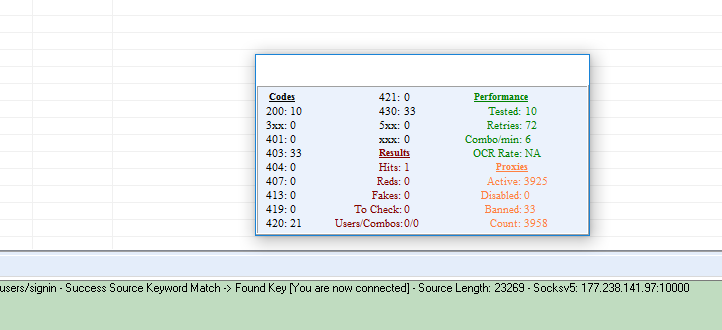 Codes 421: 0 Performance
200: 10 430: 33 Tested: 10
3xx: 0 5xx: 0 Retries: 72
401: 0 xxx: 0 Combo/min: 6
403: 33 Results OCR Rate: NA
404: 0 Hits: 1 Proxies
407: 0 Reds: 0 Active: 3925
413: 0 Fakes: 0 Disabled: 0
419: 0 To Check: 0 Banned: 33
420: 21 Users/Combos: 0/0 Count: 3958
users/signin - Success Source Keyword Match -> Found Key [You are now connected] - Source Length: 23269 - Socksv5: 177.238.141.97:10000